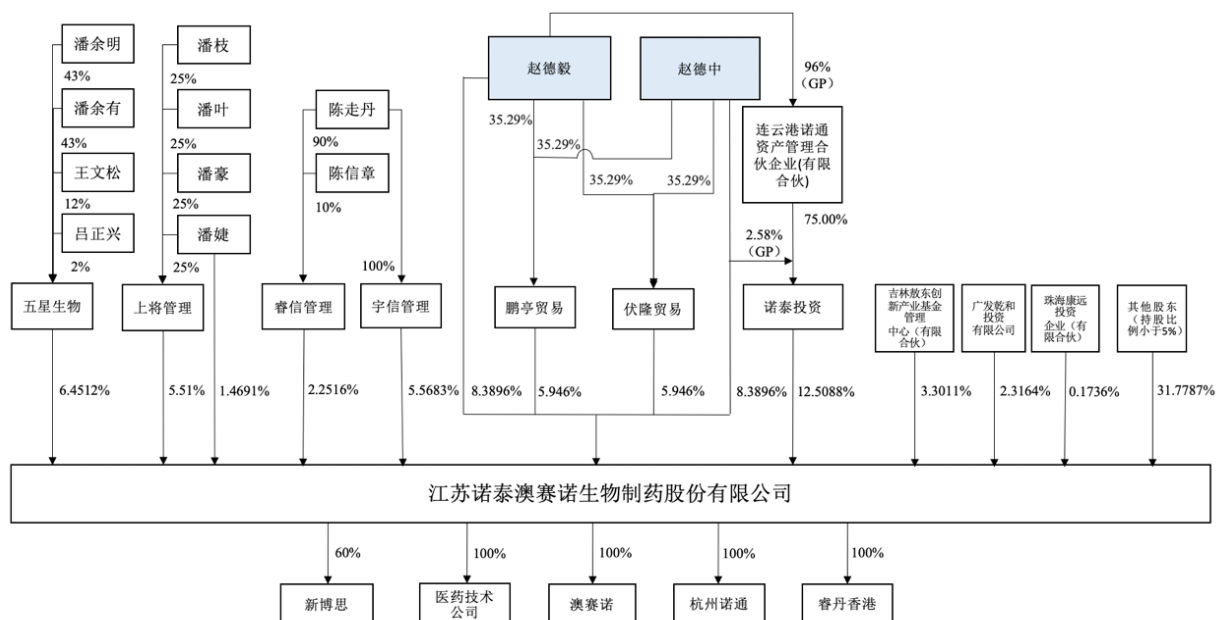 潘余明
43%
潘余有
43%
王文松
12%
吕正兴
2%
五星生物
6.4512%
潘枝
25%
潘叶
25%
潘豪
25%
潘婕
25%
上将管理
5.51%
1.4691%
陈走丹
90%
陈信章
10%
100%
睿信管理
宇信管理
2.2516%
5.5683%
赵德毅
赵德中
35.29%
35.29%
35.29%
35.29%
鹏亭贸易
伏隆贸易
8.3896%
5.946%
5.946%
8.3896%
96%
（GP）
连云港诺通
资产管理合
伙企业(有限
合伙)
75.00%
2.58%
（GP）
诺泰投资
12.5088%
吉林敖东创
新产业基金
管理
中心（有限
合伙）
3.3011%
广发乾和
投资
有限公司
2.3164%
珠海康远
投资
企业（有
限合伙）
0.1736%
其他股东
（持股比
例小于5%）
31.7787%
江苏诺泰澳赛诺生物制药股份有限公司
60%
新博思
100%
医药技术
公司
100%
澳赛诺
100%
杭州诺通
100%
睿丹香港